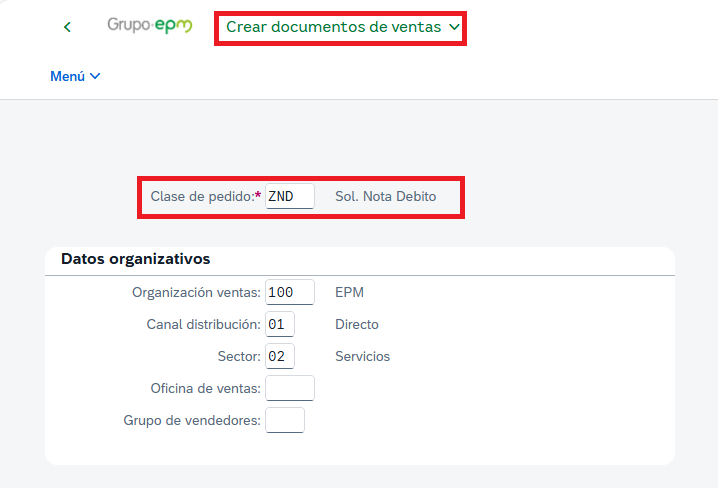 Grupo·epm Crear documentos de ventas
Menú
Clase de pedido:* ZND Sol. Nota Debito
Datos organizativos
Organización ventas: 100 EPM
Canal distribución: 01 Directo
Sector: 02 Servicios
Oficina de ventas:
Grupo de vendedores: